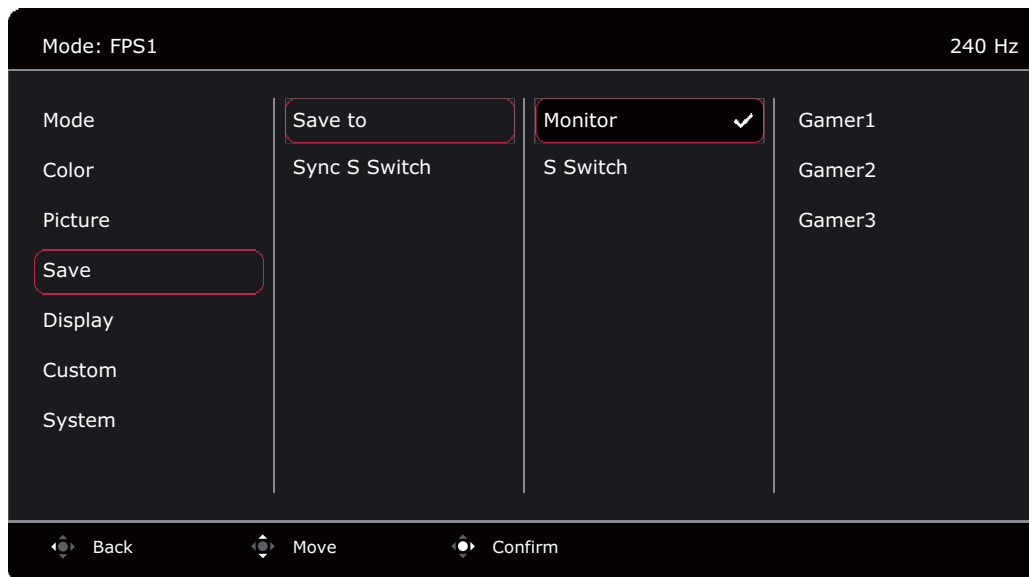 Mode: FPS1
240 Hz
Mode
Color
Picture
Save
Display
Custom
System
Save to
Sync S Switch
Monitor
S Switch
Gamer1
Gamer2
Gamer3
Back
Move
Confirm